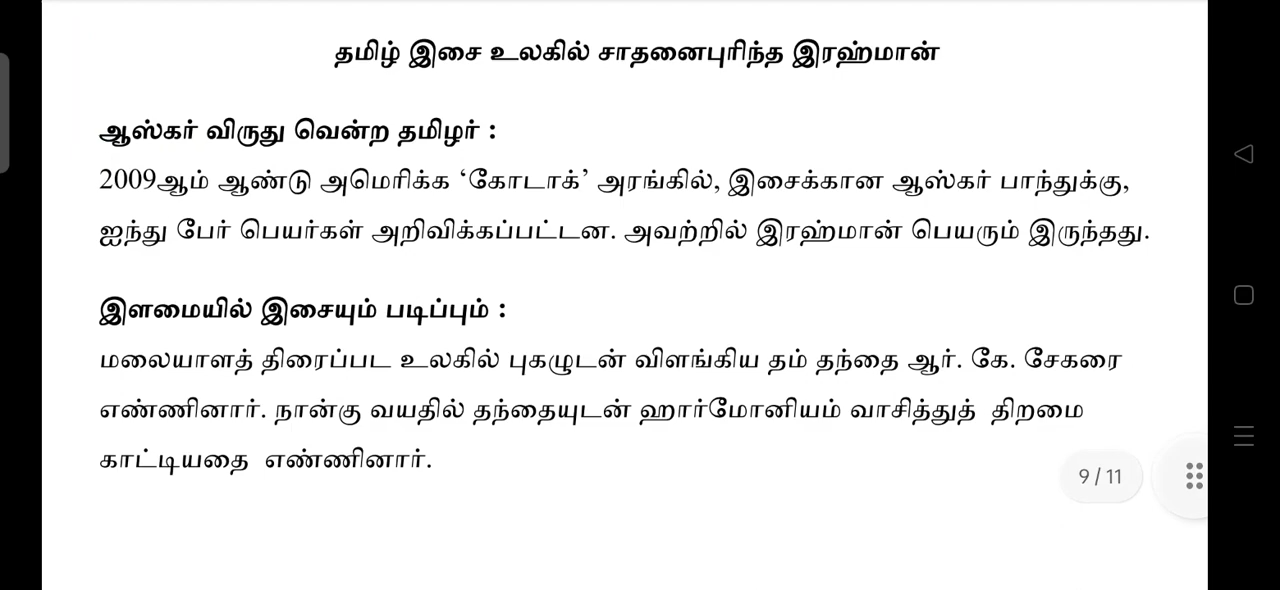 தமிழ் இசை உலகில் சாதனைபுரிந்த இரஹ்மான்
ஆஸ்கர் விருது வென்ற தமிழர் :
2009ஆம் ஆண்டு அமெரிக்க ‘கோடாக்’ அரங்கில், இசைக்கான ஆஸ்கர் பாந்துக்கு,
ஐந்து பேர் பெயர்கள் அறிவிக்கப்பட்டன. அவற்றில் இரஹ்மான் பெயரும் இருந்தது.
இளமையில் இசையும் படிப்பும் :
மலையாளத் திரைப்பட உலகில் புகழுடன் விளங்கிய தம் தந்தை ஆர். கே. சேகரை
எண்ணினார். நான்கு வயதில் தந்தையுடன் ஹார்மோனியம் வாசித்துத் திறமை
காட்டியதை எண்ணினார்.
9 / 11